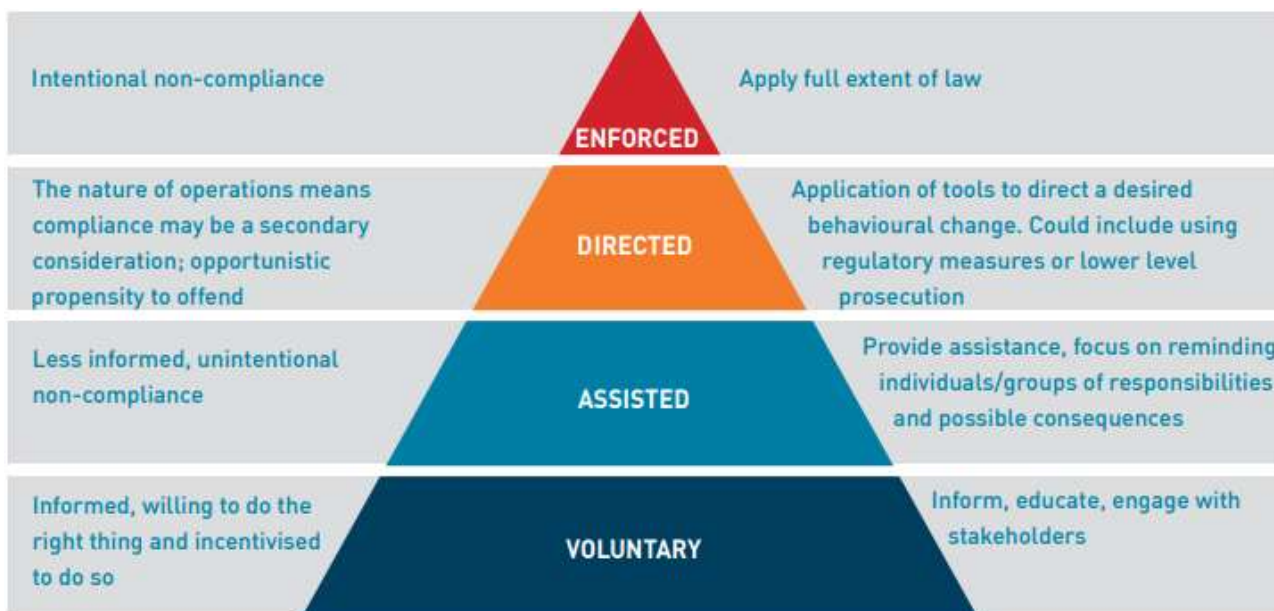 Intentional non-compliance
Apply full extent of law
ENFORCED
The nature of operations means
compliance may be a secondary
consideration; opportunistic
propensity to offend
DIRECTED
Application of tools to direct a desired
behavioural change. Could include using
regulatory measures or lower level
prosecution
Less informed, unintentional
non-compliance
ASSISTED
Provide assistance, focus on reminding
individuals/groups of responsibilities
and possible consequences
Informed, willing to do the
right thing and incentivised
to do so
VOLUNTARY
Inform, educate, engage with
stakeholders